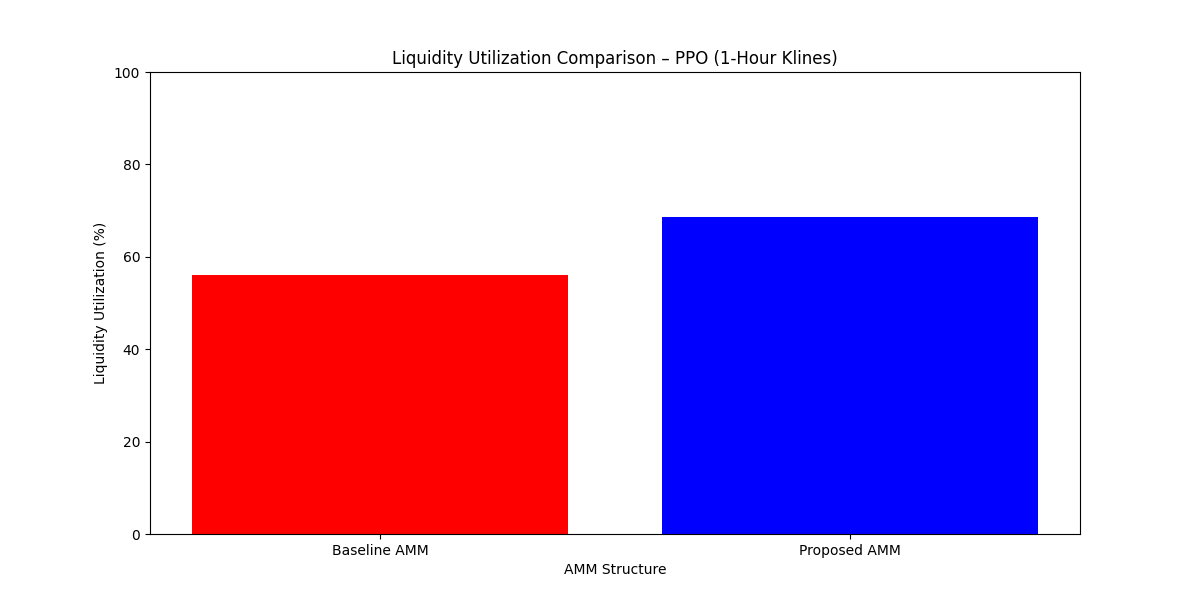 Liquidity Utilization Comparison – PPO (1-Hour Klines)
100
80
60
40
20
0
Liquidity Utilization (%)
Baseline AMM
Proposed AMM
AMM Structure